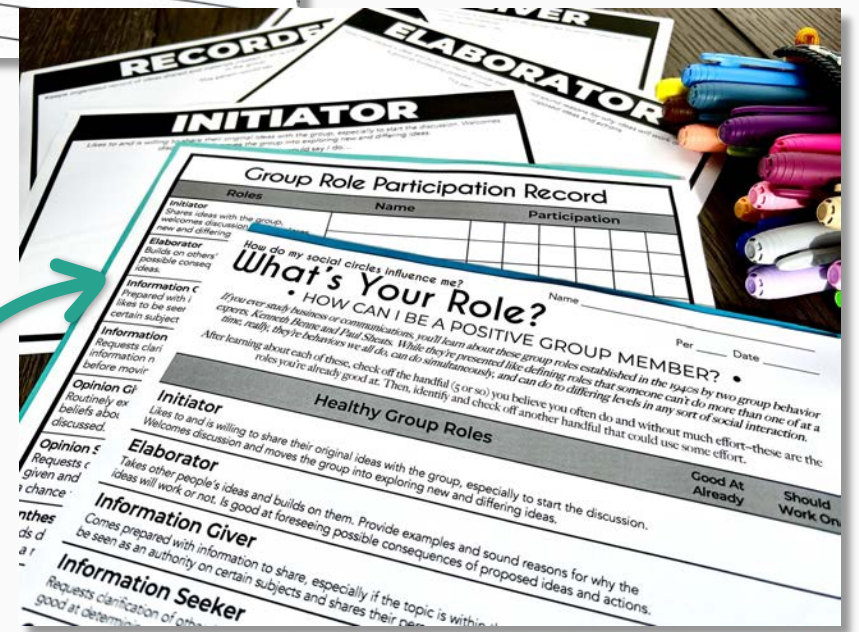 GIVER
RECORDE
ELABORATOR
INITIATOR
Likes to and is willing to share their original ideas with the group, especially to start the discussion. Welcomes
Group Role Participation Record
Roles
Name
Participation
Initiator
Shares ideas with the group,
welcomes discussion
new and differing
Elaborator
Builds on others'
possible conseq
ideas.
Information G
Prepared with i
likes to be seen
certain subject
Information
Requests clari
information n
before movin
Opinion Gi
Routinely ex
beliefs abou
discussed.
Opinion S
Requests c
given and
a chance
nthes
ds d
How do my social circles influence me?
What's Your Role?
• HOW CAN I BE A POSITIVE GROUP MEMBER? •
Name
Per
Date
If you ever study business or communications, you'll learn about these group roles established in the 1940s by two group behavior
experts, Kenneth Benne and Paul Sheats. While they're presented like defining roles that someone can't do more than one of at a
time, really, they're behaviors we all do, can do simultaneously, and can do to differing levels in any sort of social interaction.
After learning about each of these, check off the handful (5 or so) you believe you often do and without much effort–these are the
roles you're already good at. Then, identify and check off another handful that could use some effort.
Healthy Group Roles
Good At
Already
Should
Work On
Initiator
Likes to and is willing to share their original ideas with the group, especially to start the discussion.
Welcomes discussion and moves the group into exploring new and differing ideas.
Elaborator
Takes other people's ideas and builds on them. Provide examples and sound reasons for why the
ideas will work or not. Is good at foreseeing possible consequences of proposed ideas and actions.
Information Giver
Comes prepared with information to share, especially if the topic is within
be seen as an authority on certain subjects and shares their per
Information Seeker
Requests clarification of othe
good at determini